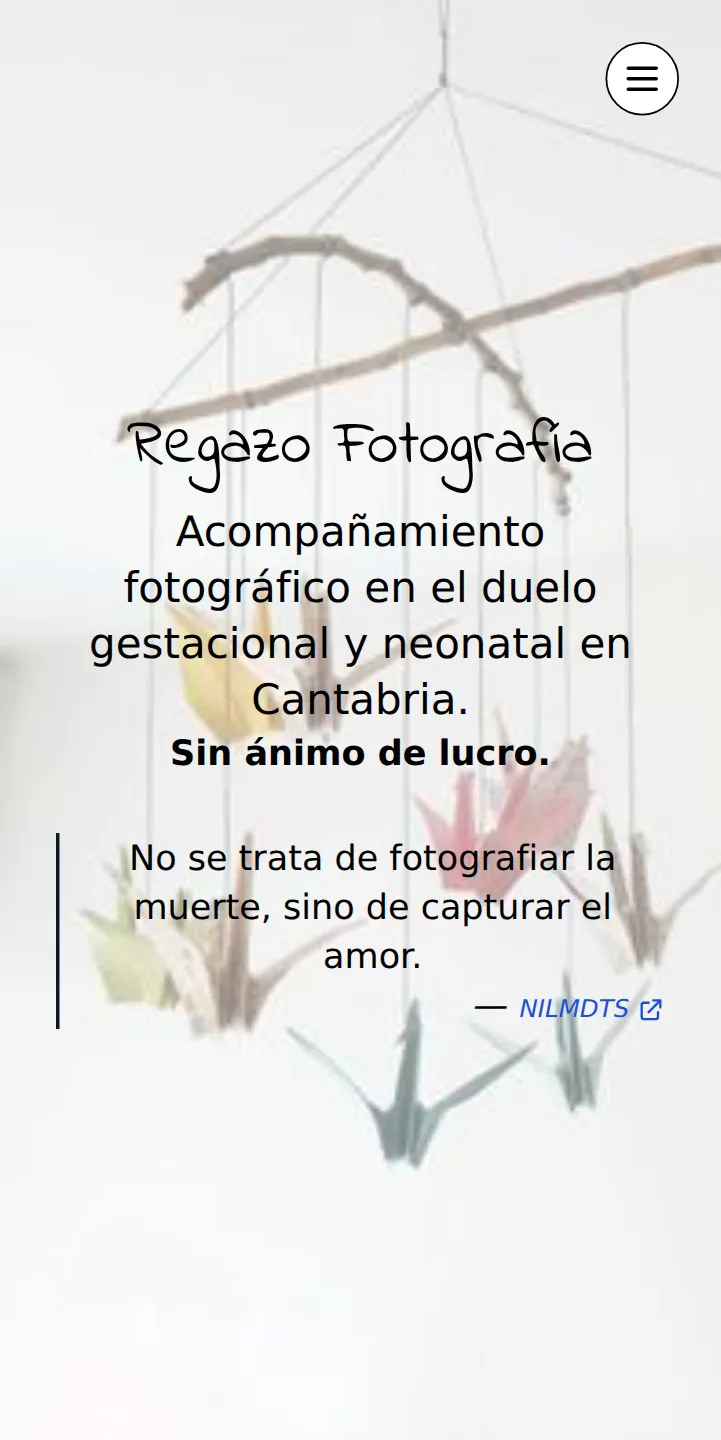 Regazo Fotografía
Acompañamiento
fotográfico en el duelo
gestacional y neonatal en
Cantabria.
Sin ánimo de lucro.
No se trata de fotografiar la
muerte, sino de capturar el
amor.
— NILMDTS